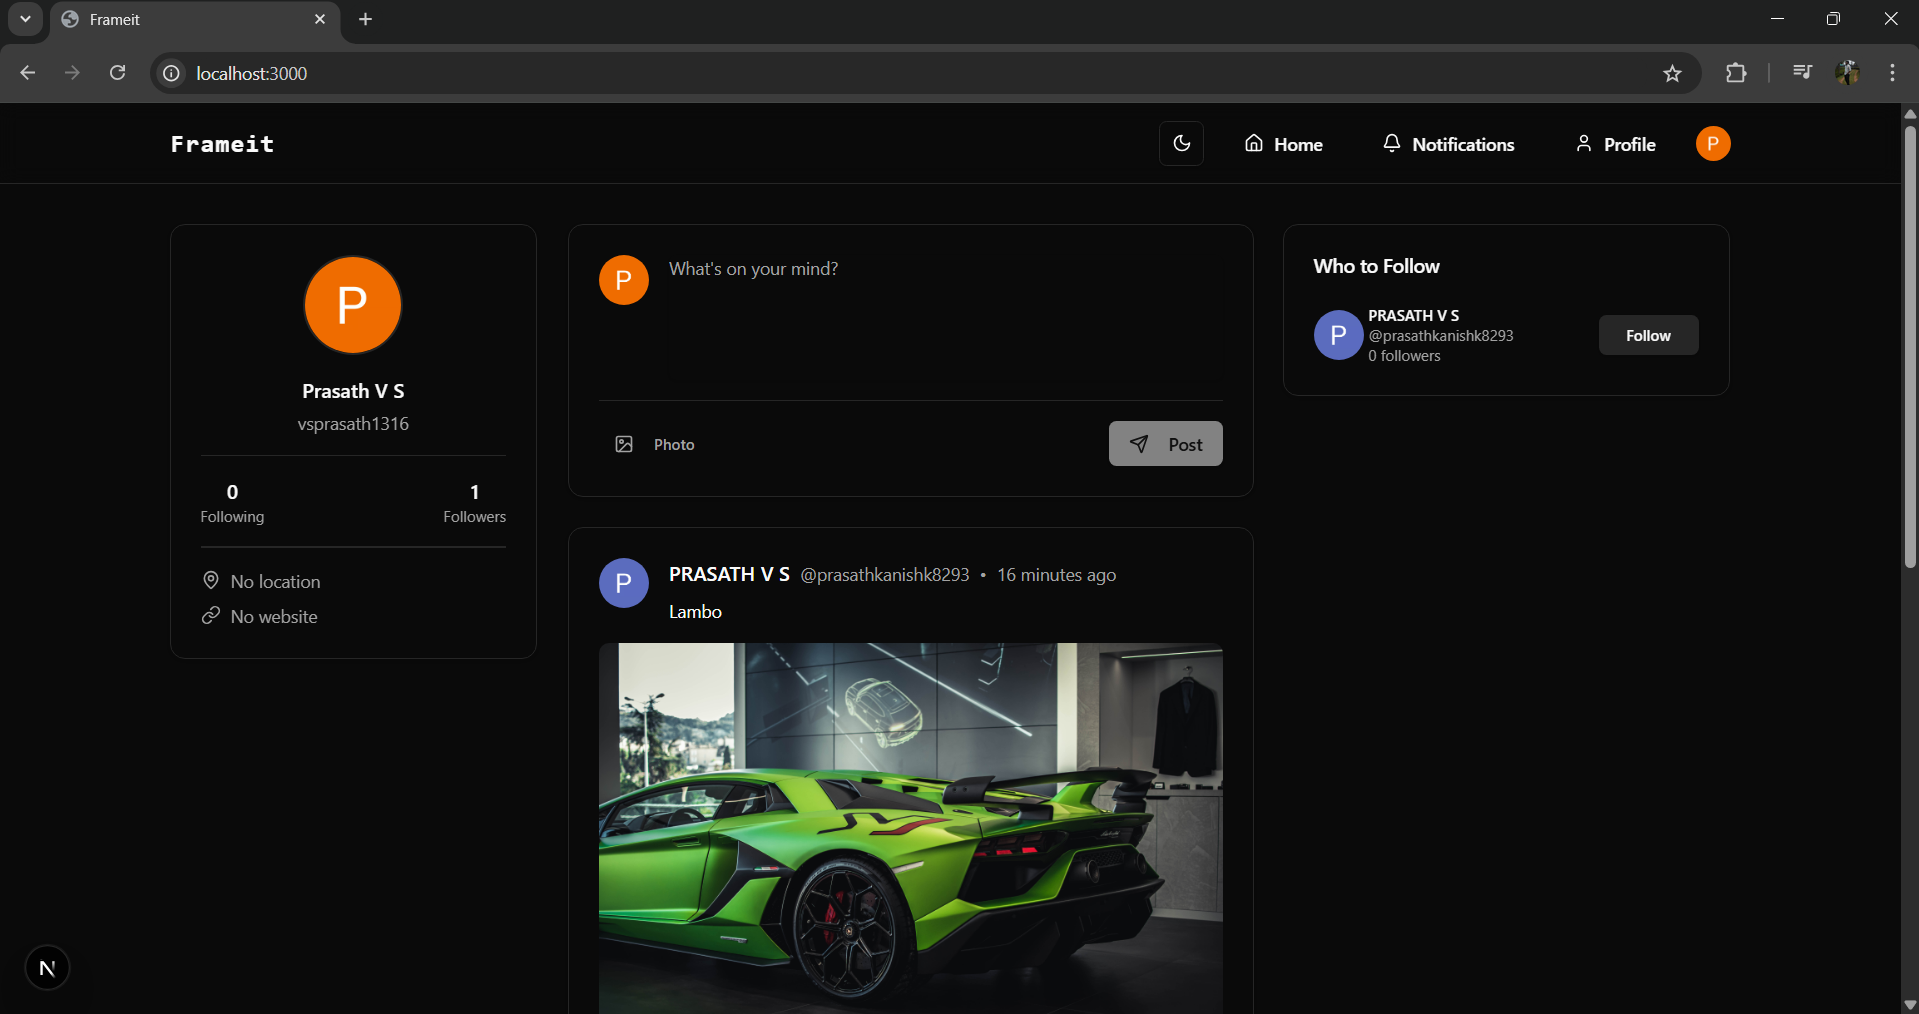 Frameit
localhost:3000
Frameit
Home
Notifications
Profile
P
P
Prasath V S
vsprasath1316
0
Following
1
Followers
No location
No website
P
What's on your mind?
Photo
Post
P
PRASATH V S @prasathkanishk8293 • 16 minutes ago
Lambo
Who to Follow
P
PRASATH V S
@prasathkanishk8293
0 followers
Follow
N